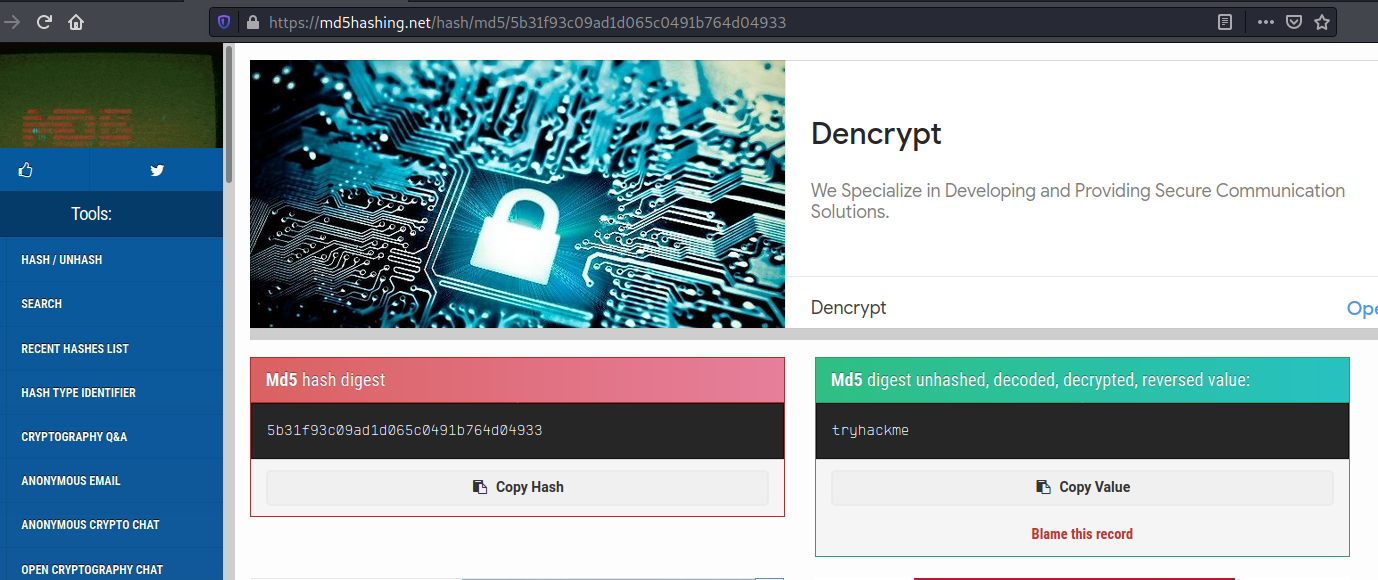 https://md5hashing.net/hash/md5/5b31f93c09ad1d065c0491b764d04933
Tools:
HASH / UNHASH
SEARCH
RECENT HASHES LIST
HASH TYPE IDENTIFIER
CRYPTOGRAPHY Q&A
ANONYMOUS EMAIL
ANONYMOUS CRYPTO CHAT
OPEN CRYPTOGRAPHY CHAT
Dencrypt
We Specialize in Developing and Providing Secure Communication
Solutions.
Dencrypt
Ope
Md5 hash digest
5b31f93c09ad1d065c0491b764d04933
Copy Hash
Md5 digest unhashed, decoded, decrypted, reversed value:
tryhackme
Copy Value
Blame this record